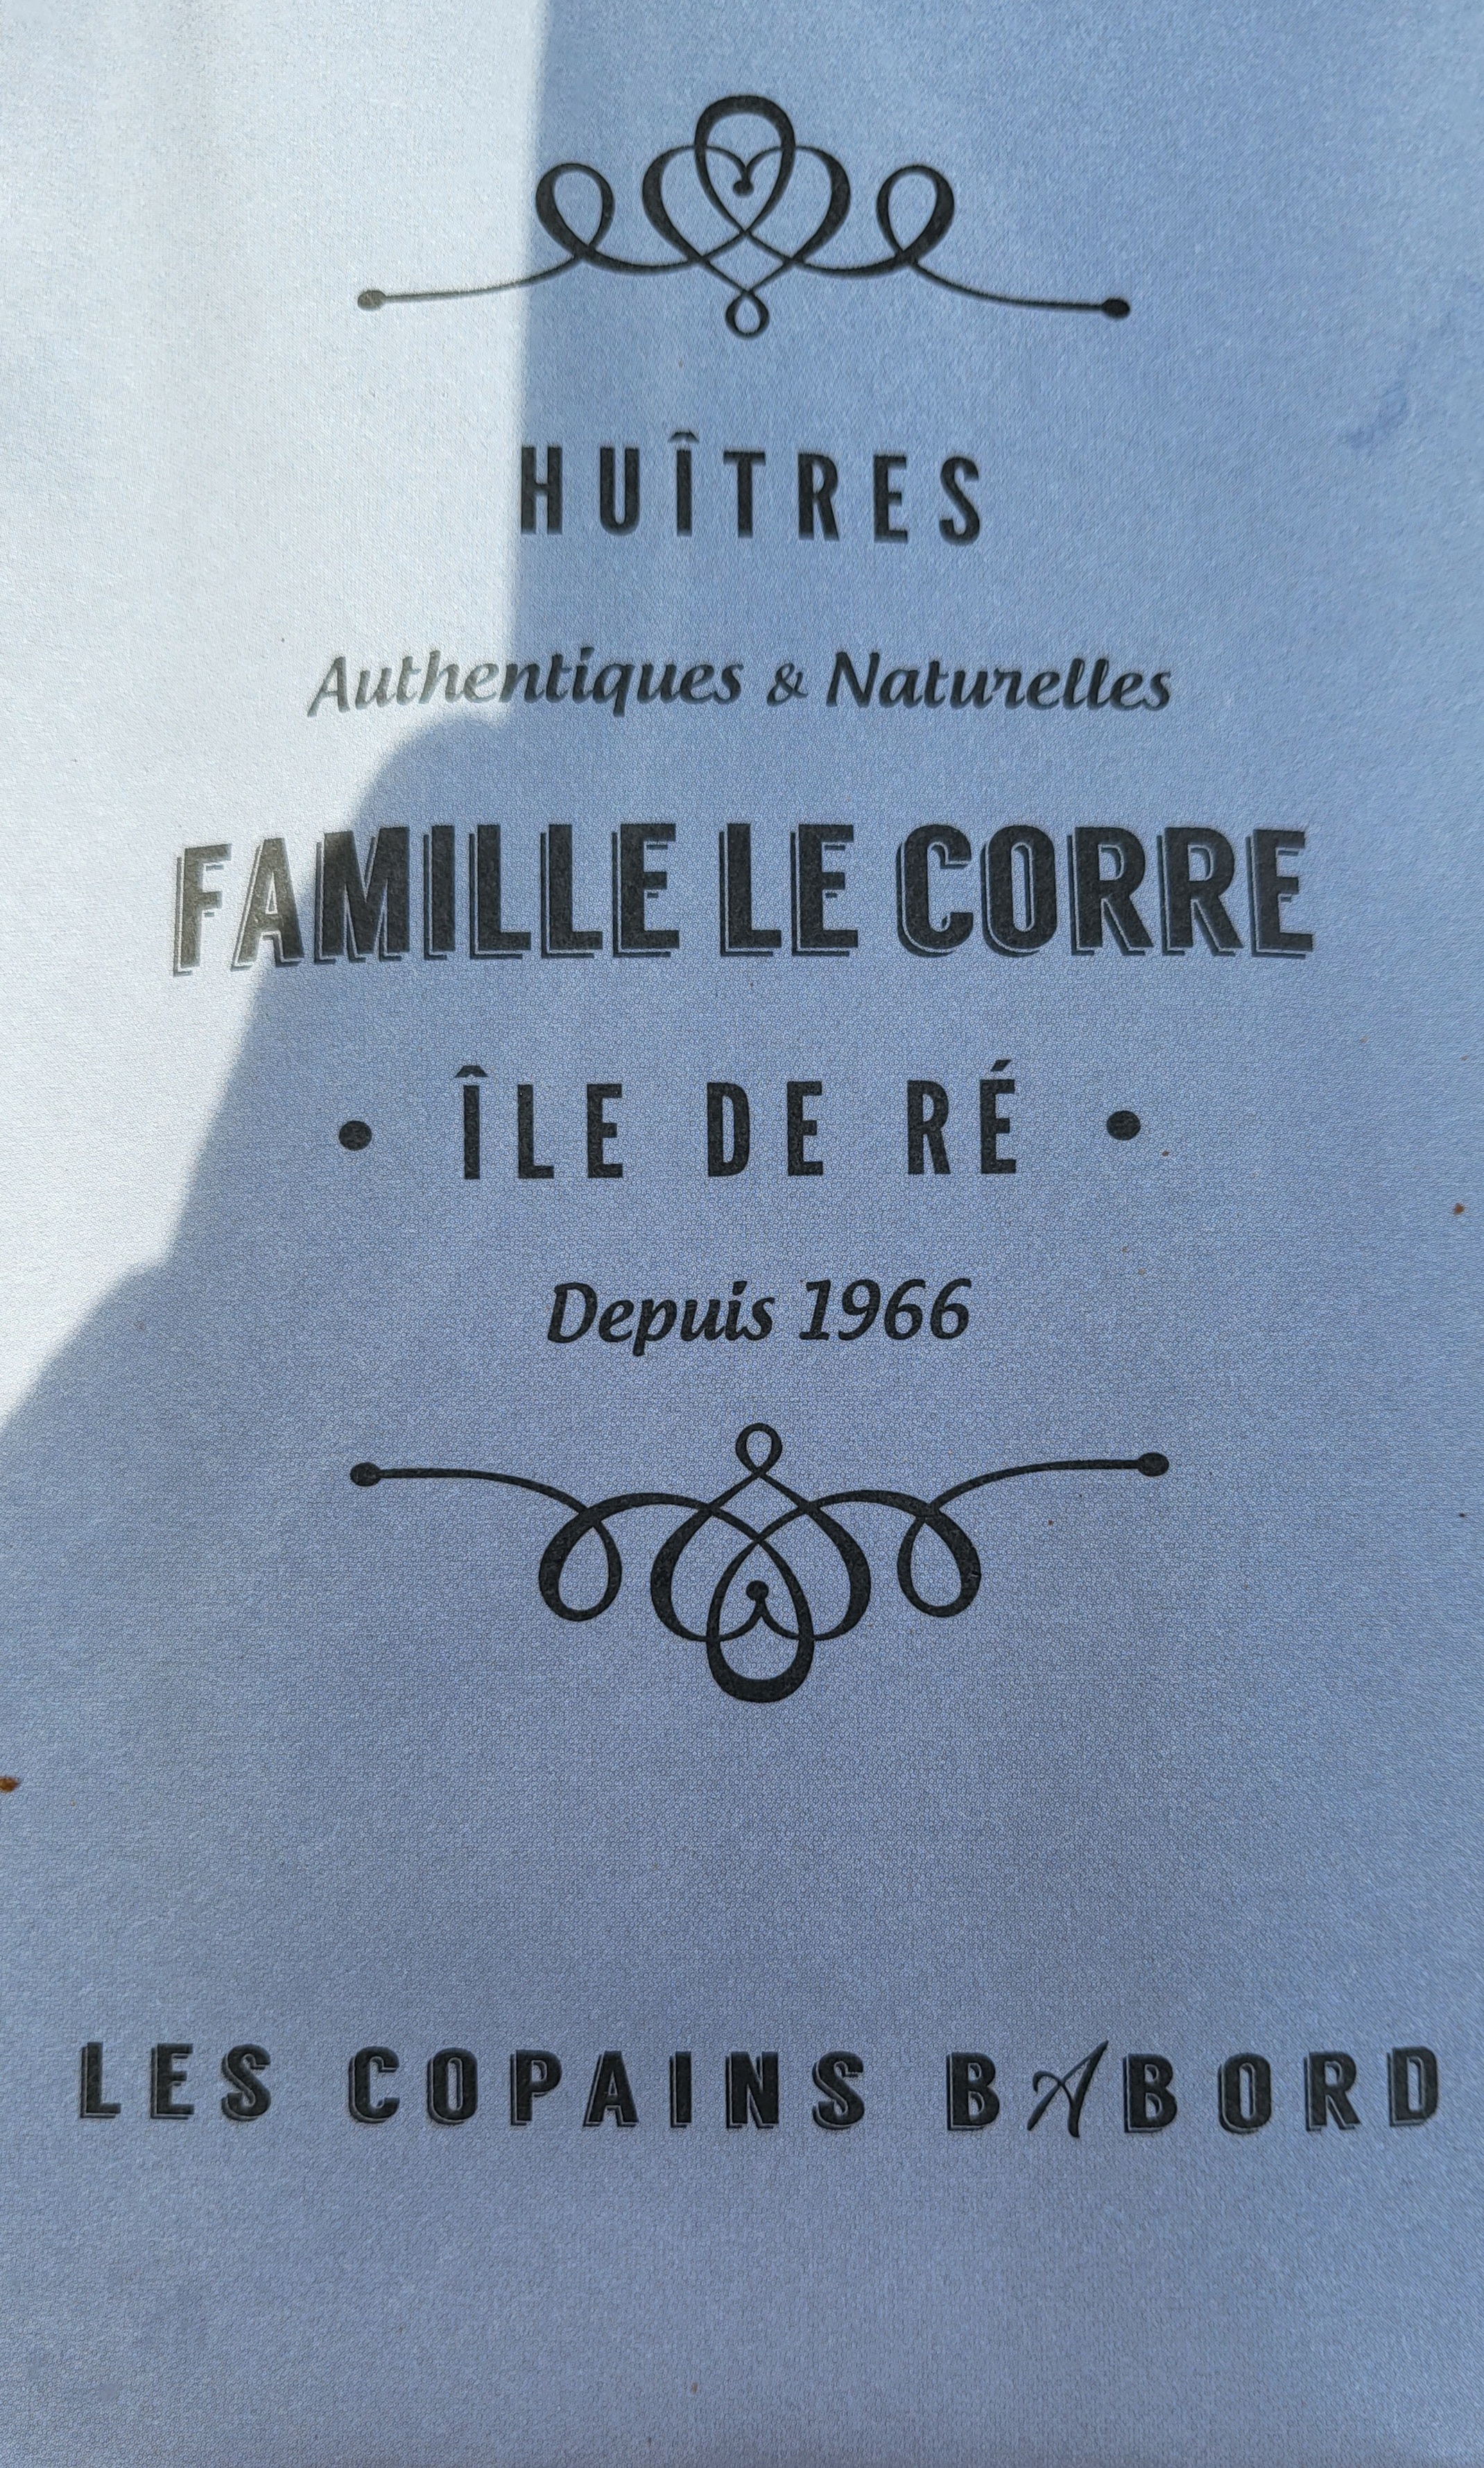 HUÎTRES
Authentiques & Naturelles
FAMILLE LE CORRE
• ÎLE DE RÉ •
Depuis 1966
LES COPAINS BABORD